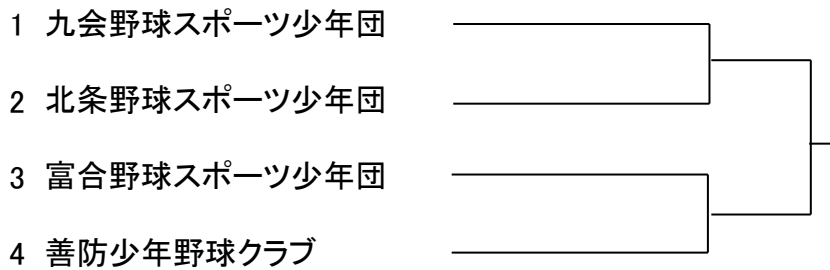 1 九会野球スポーツ少年団
2 北条野球スポーツ少年団
3 富合野球スポーツ少年団
4 善防少年野球クラブ